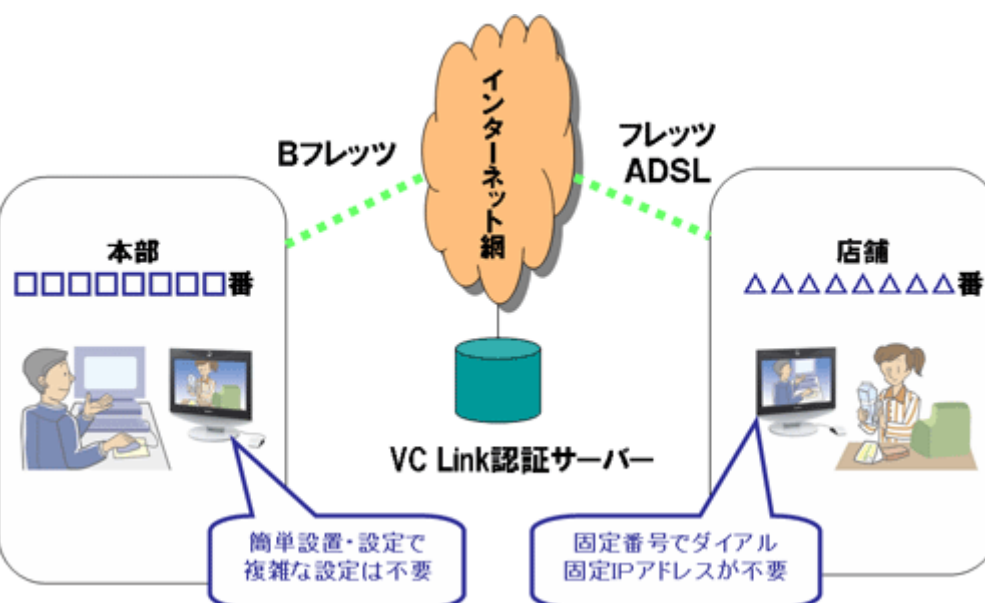 インターネット網
Bフレッツ
フレッツ
ADSL
本部
□□□□□□□□番
店舗
△△△△△△△△番
VC Link認証サーバー
簡単設置・設定で
複雑な設定は不要
固定番号でダイアル
固定IPアドレスが不要